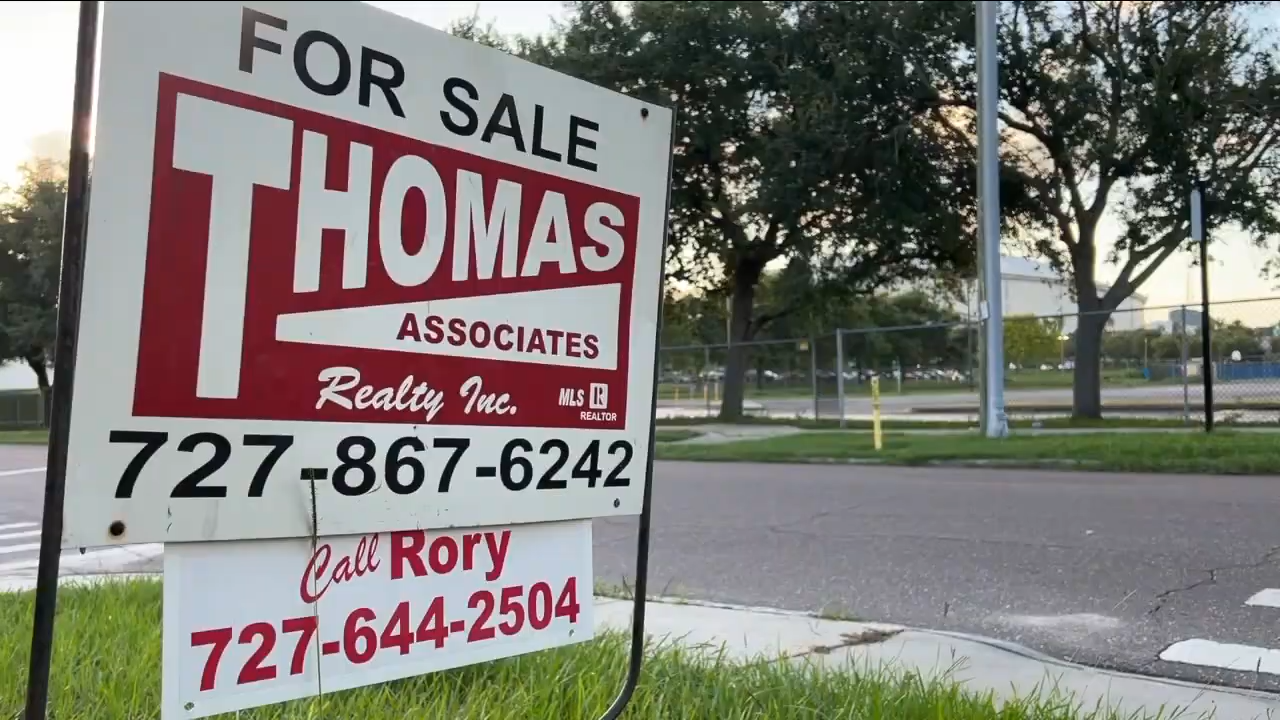 FOR SALE
THOMAS
ASSOCIATES
Realty Inc.
MLS R
REALTOR
727-867-6242
Call Rory
727-644-2504